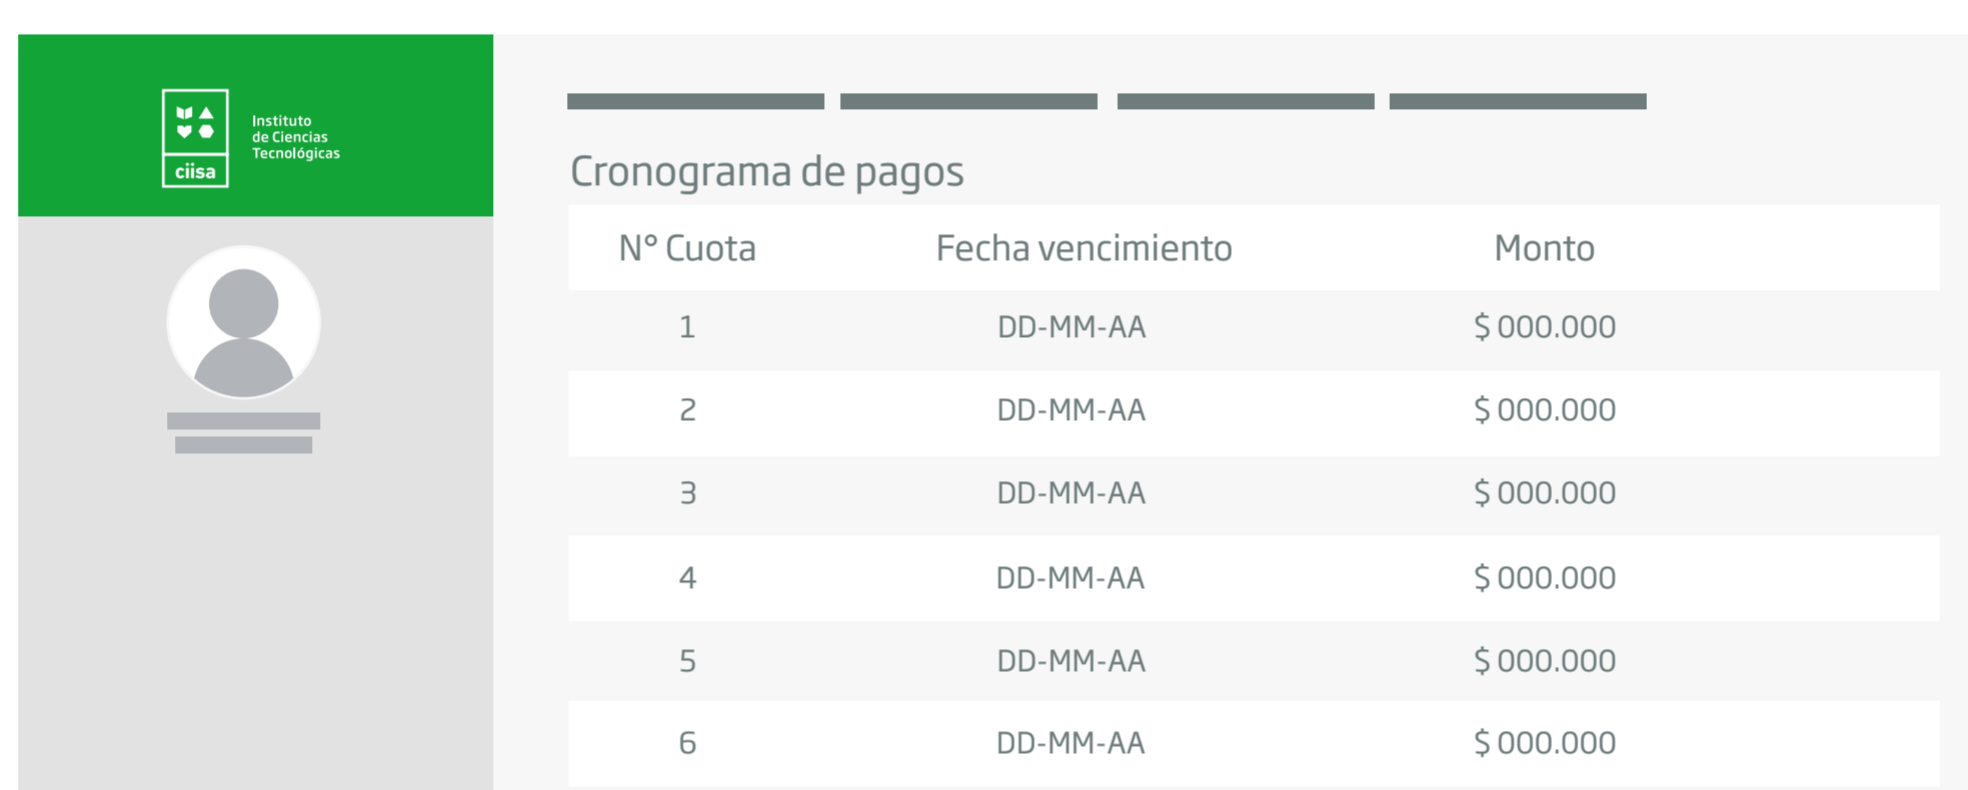 ciisa
Instituto
de Ciencias
Tecnológicas
Cronograma de pagos
N° Cuota Fecha vencimiento Monto
1 DD-MM-AA $ 000.000
2 DD-MM-AA $ 000.000
3 DD-MM-AA $ 000.000
4 DD-MM-AA $ 000.000
5 DD-MM-AA $ 000.000
6 DD-MM-AA $ 000.000